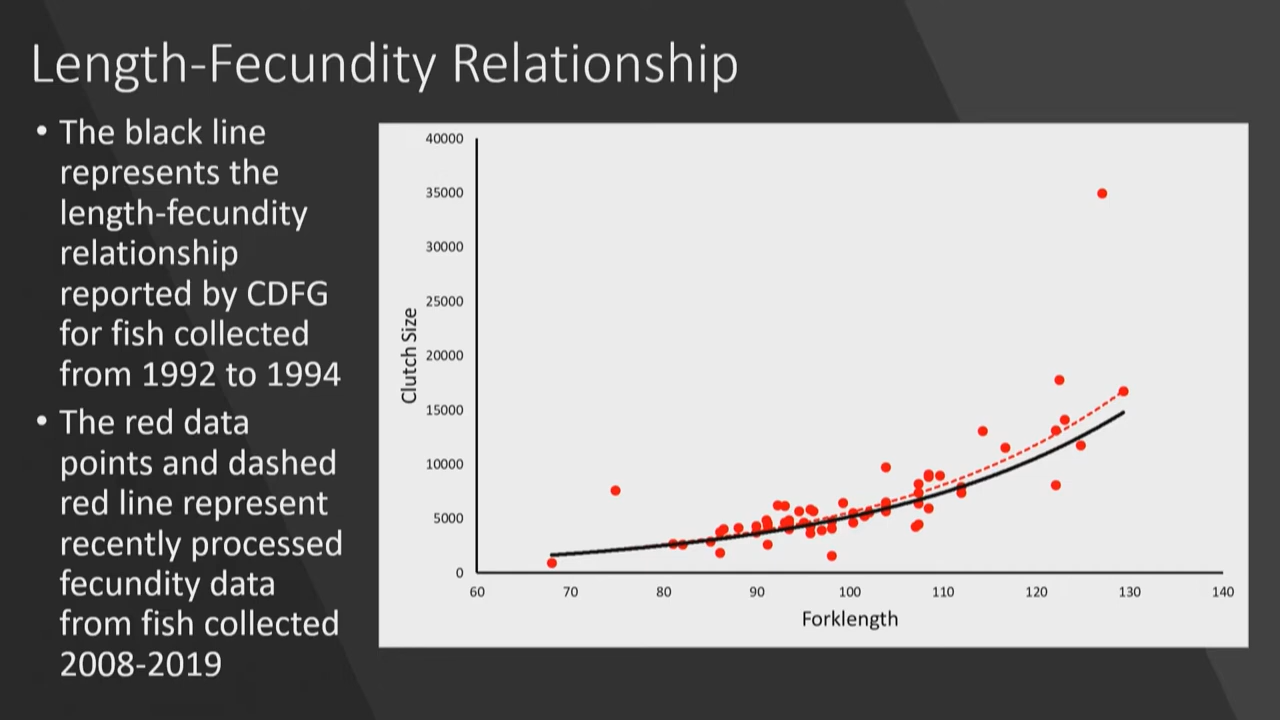 Length-Fecundity Relationship
• The black line
represents the
length-fecundity
relationship
reported by CDFG
for fish collected
from 1992 to 1994
• The red data
points and dashed
red line represent
recently processed
fecundity data
from fish collected
2008-2019
40000
35000
30000
25000
20000
15000
10000
5000
0
Clutch Size
60 70 80 90 100 110 120 130 140
Forklength